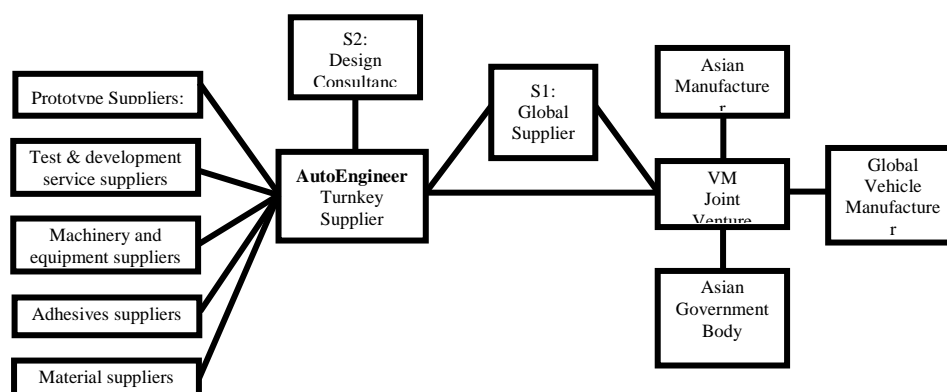 S2:
Design
Consultanc
Prototype Suppliers:
Test & development
service suppliers
Machinery and
equipment suppliers
Adhesives suppliers
Material suppliers
AutoEngineer
Turnkey
Supplier
S1:
Global
Supplier
Asian
Manufacture
r
VM
Joint
Venture
Asian
Government
Body
Global
Vehicle
Manufacture
r